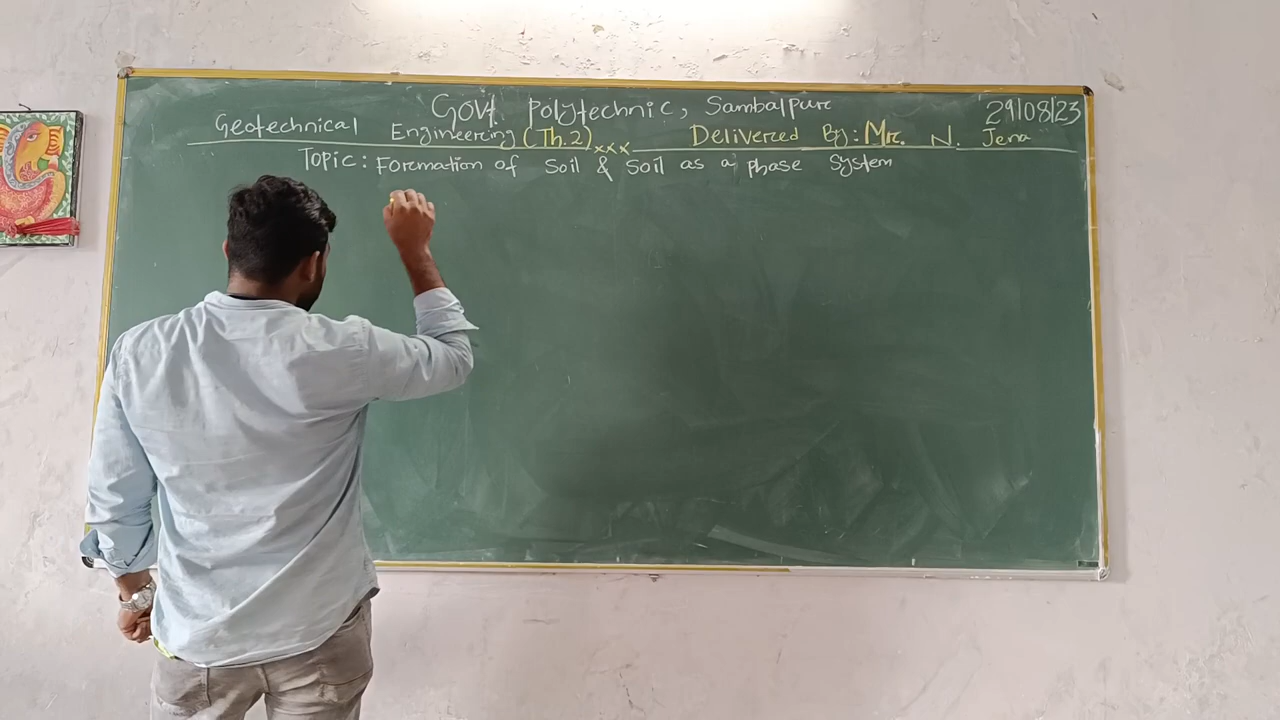 Govt. Polytechnic, Sambalpur 29/08/23
Geotechnical Engineering (Th.2) xxx Delivered By: Mr. N. Jena
Topic: Formation of Soil & Soil as a phase System